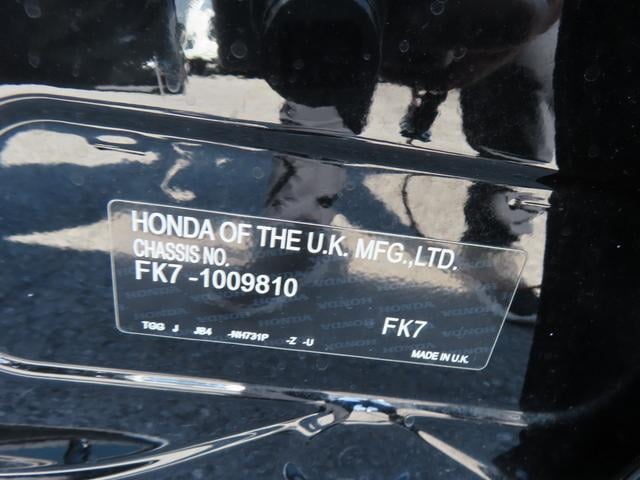 HONDA OF THE U.K. MFG.,LTD.
CHASSIS NO.
FK7 -1009810
TGG J JB4 -NH731P -Z -U FK7
MADE IN U.K.